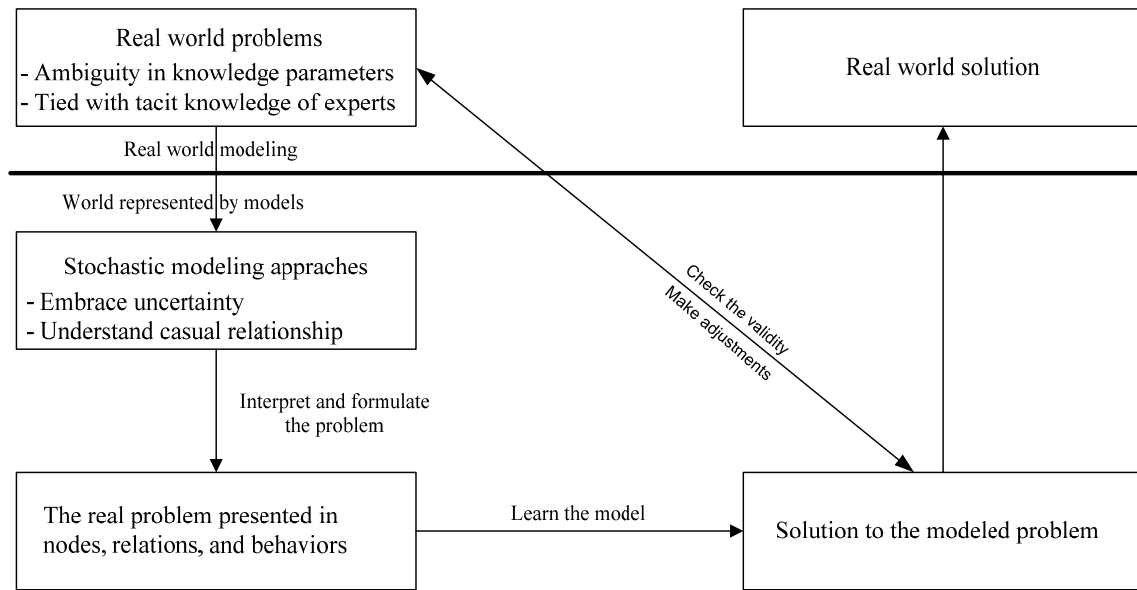 Real world problems
- Ambiguity in knowledge parameters
- Tied with tacit knowledge of experts
Real world solution
Real world modeling
World represented by models
Stochastic modeling appraches
- Embrace uncertainty
- Understand casual relationship
Check the validity
Make adjustments
Interpret and formulate
the problem
The real problem presented in
nodes, relations, and behaviors
Learn the model
Solution to the modeled problem